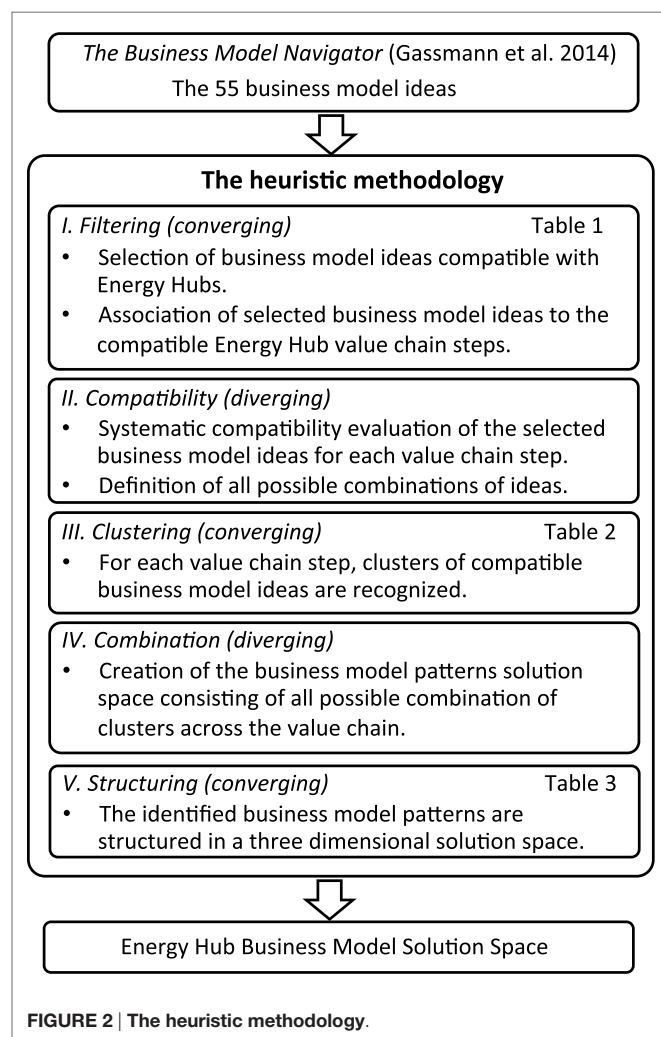 The Business Model Navigator (Gassmann et al. 2014)
The 55 business model ideas
The heuristic methodology
I. Filtering (converging) Table 1
• Selection of business model ideas compatible with
Energy Hubs.
• Association of selected business model ideas to the
compatible Energy Hub value chain steps.
II. Compatibility (diverging)
• Systematic compatibility evaluation of the selected
business model ideas for each value chain step.
• Definition of all possible combinations of ideas.
III. Clustering (converging) Table 2
• For each value chain step, clusters of compatible
business model ideas are recognized.
IV. Combination (diverging)
• Creation of the business model patterns solution
space consisting of all possible combination of
clusters across the value chain.
V. Structuring (converging) Table 3
• The identified business model patterns are
structured in a three dimensional solution space.
Energy Hub Business Model Solution Space
FIGURE 2 | The heuristic methodology.